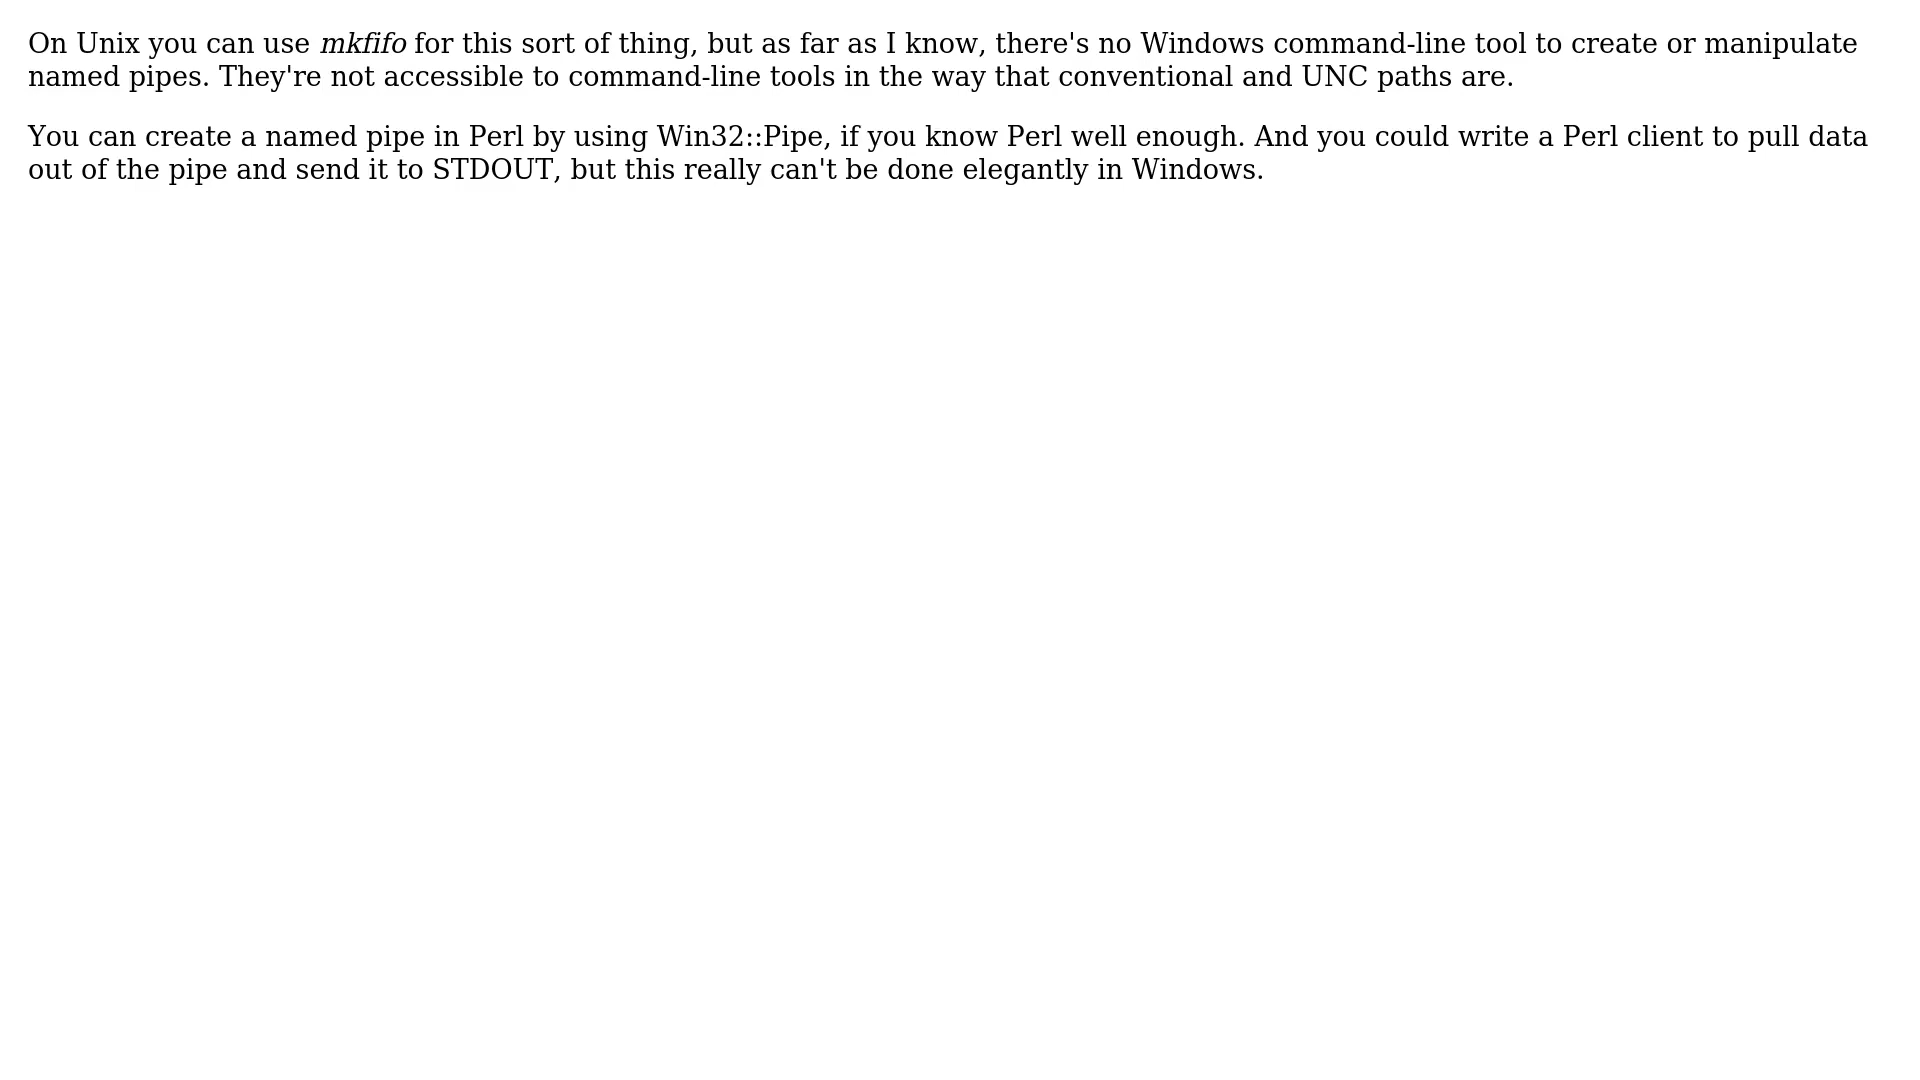 On Unix you can use mkfifo for this sort of thing, but as far as I know, there's no Windows command-line tool to create or manipulate
named pipes. They're not accessible to command-line tools in the way that conventional and UNC paths are.
You can create a named pipe in Perl by using Win32::Pipe, if you know Perl well enough. And you could write a Perl client to pull data
out of the pipe and send it to STDOUT, but this really can't be done elegantly in Windows.